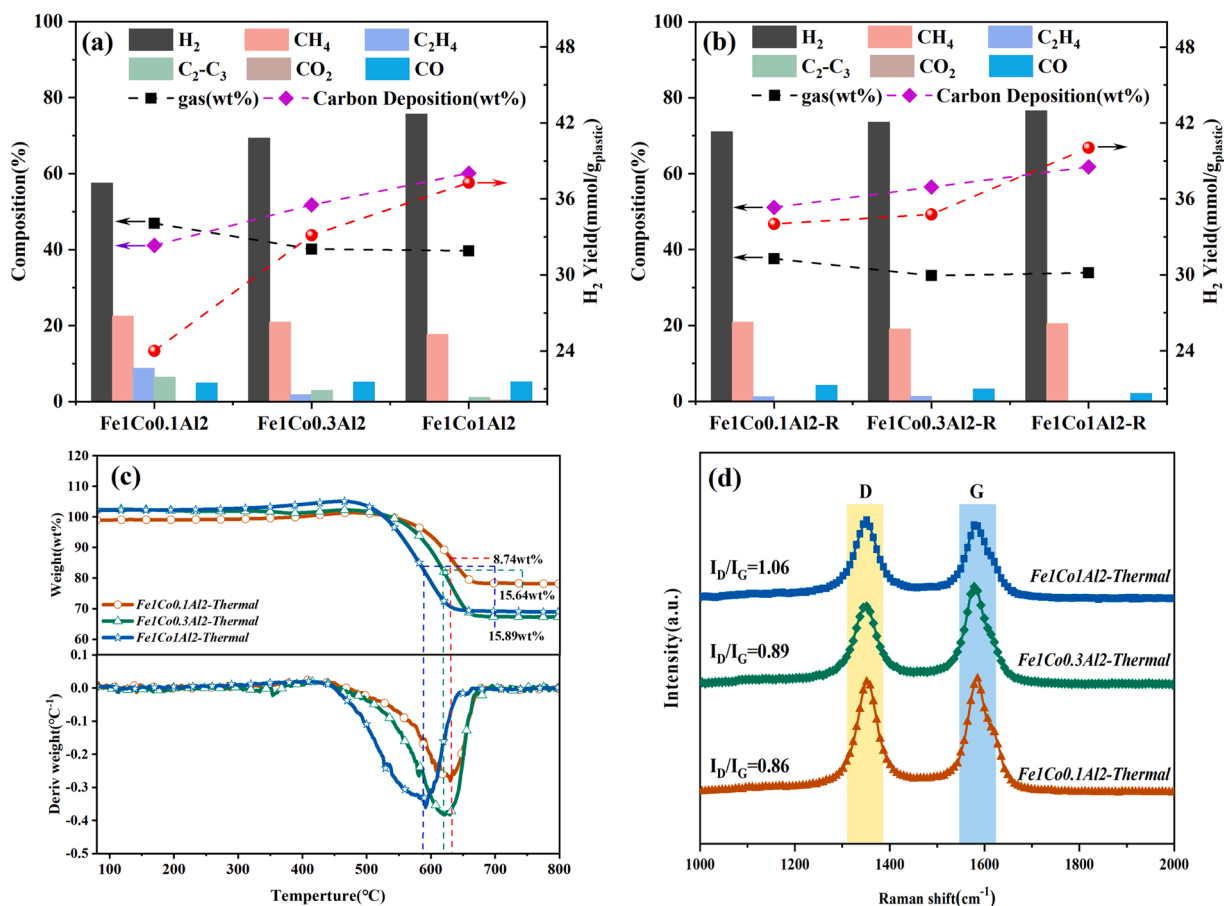 (a)
H2 CH4 C2H4
C2-C3 CO2 CO
gas(wt%) Carbon Deposition(wt%)
Composition(%)
100
80
60
40
20
0
H2 Yield(mmol/gplastic)
48
42
36
30
24
Fe1Co0.1Al2 Fe1Co0.3Al2 Fe1Co1Al2
(b)
H2 CH4 C2H4
C2-C3 CO2 CO
gas(wt%) Carbon Deposition(wt%)
Composition(%)
100
80
60
40
20
0
H2 Yield(mmol/gplastic)
48
42
36
30
24
Fe1Co0.1Al2-R Fe1Co0.3Al2-R Fe1Co1Al2-R
(c)
Weight(wt%)
120
110
100
90
80
70
60
8.74wt%
15.64wt%
15.89wt%
Fe1Co0.1Al2-Thermal
Fe1Co0.3Al2-Thermal
Fe1Co1Al2-Thermal
Deriv weight(°C-1)
0.1
0.0
-0.1
-0.2
-0.3
-0.4
-0.5
100 200 300 400 500 600 700 800
Temperture(°C)
(d)
D G
Intensity(a.u.)
ID/IG=1.06 Fe1Co1Al2-Thermal
ID/IG=0.89 Fe1Co0.3Al2-Thermal
ID/IG=0.86 Fe1Co0.1Al2-Thermal
1000 1200 1400 1600 1800 2000
Raman shift(cm-1)